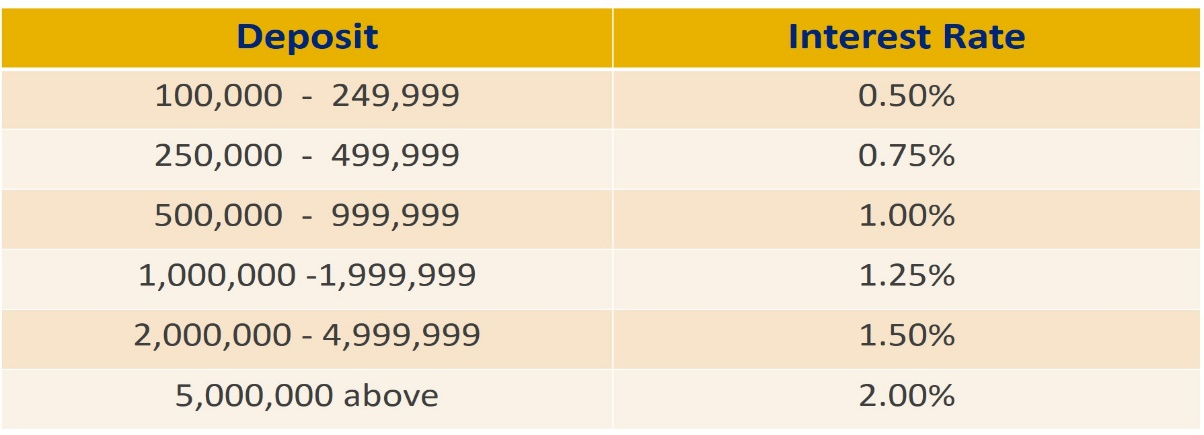 Deposit Interest Rate
100,000 - 249,999 0.50%
250,000 - 499,999 0.75%
500,000 - 999,999 1.00%
1,000,000 -1,999,999 1.25%
2,000,000 - 4,999,999 1.50%
5,000,000 above 2.00%